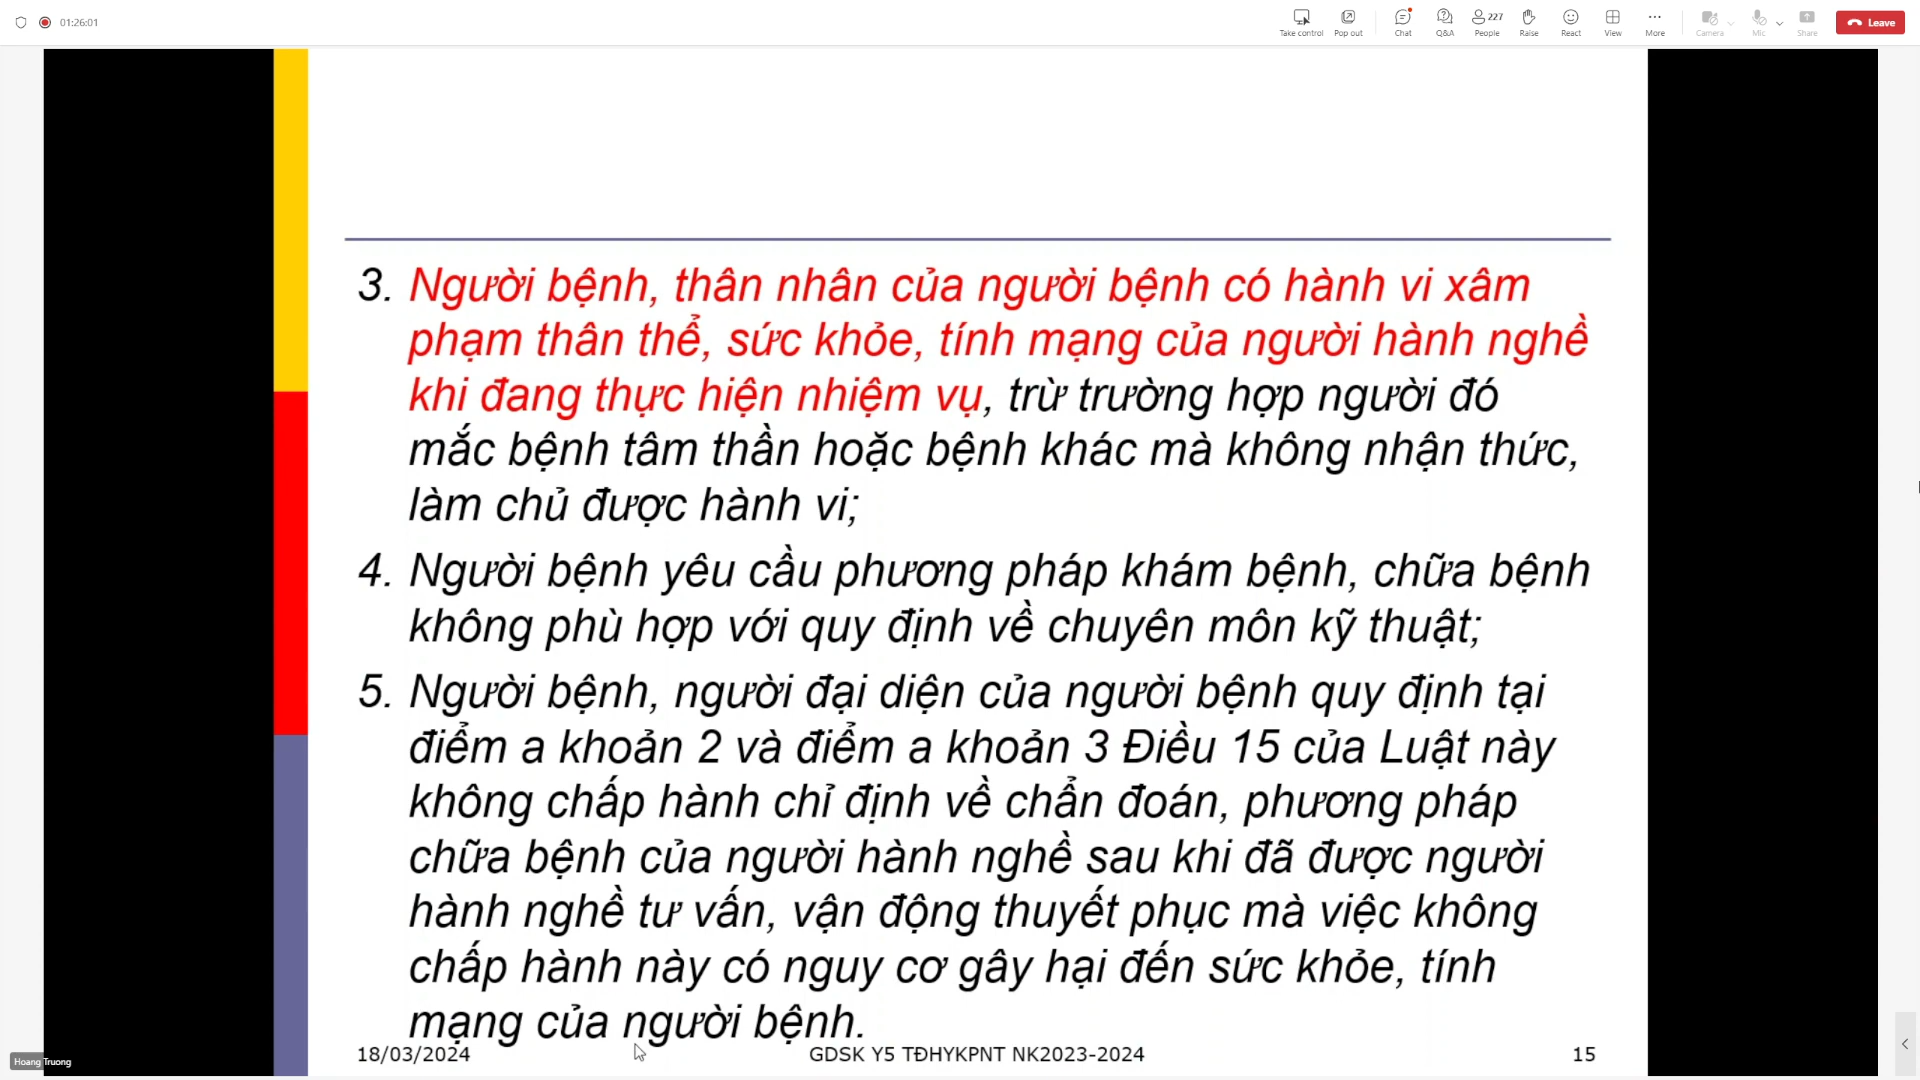 01:26:01
Take control
Pop out
Chat
Q&A
227
People
Raise
React
View
More
Camera
Mic
Share
Leave
3. Người bệnh, thân nhân của người bệnh có hành vi xâm
phạm thân thể, sức khỏe, tính mạng của người hành nghề
khi đang thực hiện nhiệm vụ, trừ trường hợp người đó
mắc bệnh tâm thần hoặc bệnh khác mà không nhận thức,
làm chủ được hành vi;
4. Người bệnh yêu cầu phương pháp khám bệnh, chữa bệnh
không phù hợp với quy định về chuyên môn kỹ thuật;
5. Người bệnh, người đại diện của người bệnh quy định tại
điểm a khoản 2 và điểm a khoản 3 Điều 15 của Luật này
không chấp hành chỉ định về chẩn đoán, phương pháp
chữa bệnh của người hành nghề sau khi đã được người
hành nghề tư vấn, vận động thuyết phục mà việc không
chấp hành này có nguy cơ gây hại đến sức khỏe, tính
mạng của người bệnh.
18/03/2024
GDSK Y5 TĐHYKPNT NK2023-2024
15
Hoang Truong